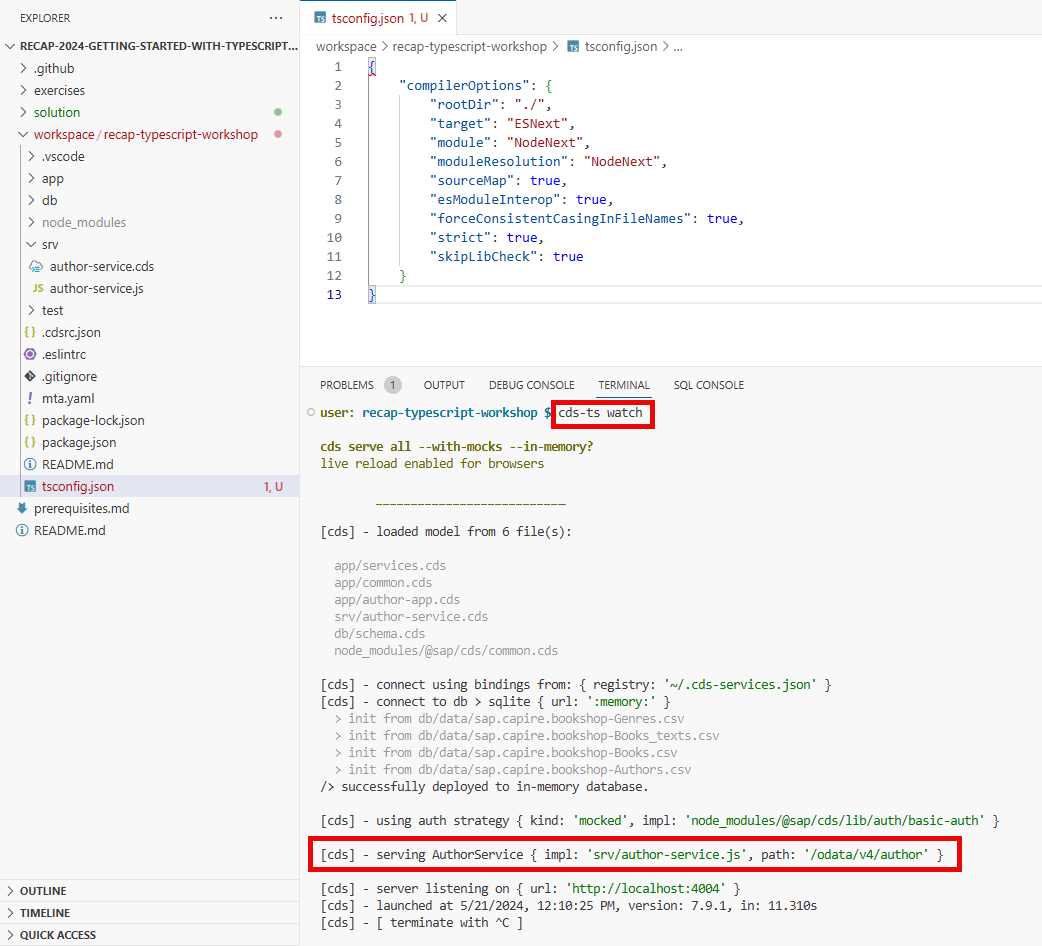 EXPLORER
...
RECAP-2024-GETTING-STARTED-WITH-TYPESCRIPT...
.github
exercises
solution
workspace / recap-typescript-workshop
.vscode
app
db
node_modules
srv
author-service.cds
JS author-service.js
test
{} .cdsrc.json
.eslintrc
.gitignore
! mta.yaml
{} package-lock.json
{} package.json
README.md
TS tsconfig.json 1, U
prerequisites.md
README.md
OUTLINE
TIMELINE
QUICK ACCESS
TS tsconfig.json 1, U
workspace > recap-typescript-workshop > TS tsconfig.json > ...
1 {
2 "compilerOptions": {
3 "rootDir": "./",
4 "target": "ESNext",
5 "module": "NodeNext",
6 "moduleResolution": "NodeNext",
7 "sourceMap": true,
8 "esModuleInterop": true,
9 "forceConsistentCasingInFileNames": true,
10 "strict": true,
11 "skipLibCheck": true
12 }
13 }
PROBLEMS 1 OUTPUT DEBUG CONSOLE TERMINAL SQL CONSOLE
user: recap-typescript-workshop $ cds-ts watch
cds serve all --with-mocks --in-memory?
live reload enabled for browsers
___________________________
[cds] - loaded model from 6 file(s):
app/services.cds
app/common.cds
app/author-app.cds
srv/author-service.cds
db/schema.cds
node_modules/@sap/cds/common.cds
[cds] - connect using bindings from: { registry: '~/.cds-services.json' }
[cds] - connect to db > sqlite { url: ':memory:' }
> init from db/data/sap.capire.bookshop-Genres.csv
> init from db/data/sap.capire.bookshop-Books_texts.csv
> init from db/data/sap.capire.bookshop-Books.csv
> init from db/data/sap.capire.bookshop-Authors.csv
/> successfully deployed to in-memory database.
[cds] - using auth strategy { kind: 'mocked', impl: 'node_modules/@sap/cds/lib/auth/basic-auth' }
[cds] - serving AuthorService { impl: 'srv/author-service.js', path: '/odata/v4/author' }
[cds] - server listening on { url: 'http://localhost:4004' }
[cds] - launched at 5/21/2024, 12:10:25 PM, version: 7.9.1, in: 11.310s
[cds] - [ terminate with ^C ]